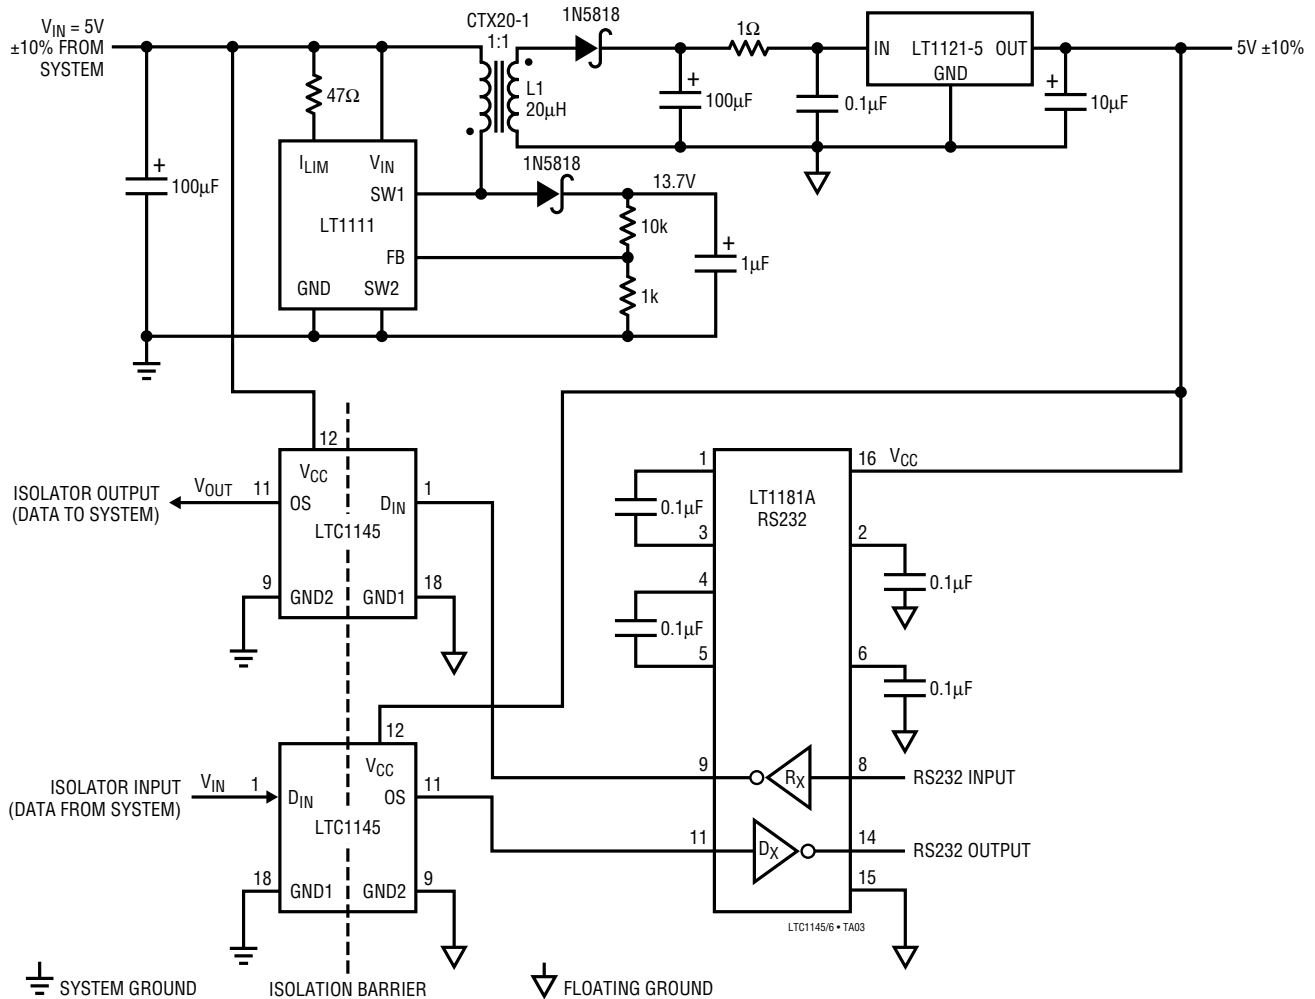 V_IN = 5V
±10% FROM
SYSTEM
CTX20-1
1:1
L1
20µH
1N5818
1Ω
IN
LT1121-5
OUT
GND
5V ±10%
47Ω
+
100µF
0.1µF
+
10µF
+
100µF
I_LIM
V_IN
SW1
LT1111
FB
GND
SW2
1N5818
13.7V
10k
1k
+
1µF
12
V_CC
ISOLATOR OUTPUT
(DATA TO SYSTEM)
V_OUT
11
OS
D_IN
1
LTC1145
9
GND2
GND1
18
1
0.1µF
3
4
0.1µF
5
LT1181A
RS232
16
V_CC
2
0.1µF
6
0.1µF
12
V_CC
ISOLATOR INPUT
(DATA FROM SYSTEM)
V_IN
1
D_IN
OS
11
LTC1145
18
GND1
GND2
9
9
R_X
8
RS232 INPUT
11
D_X
14
RS232 OUTPUT
15
LTC1145/6 • TA03
SYSTEM GROUND
ISOLATION BARRIER
FLOATING GROUND